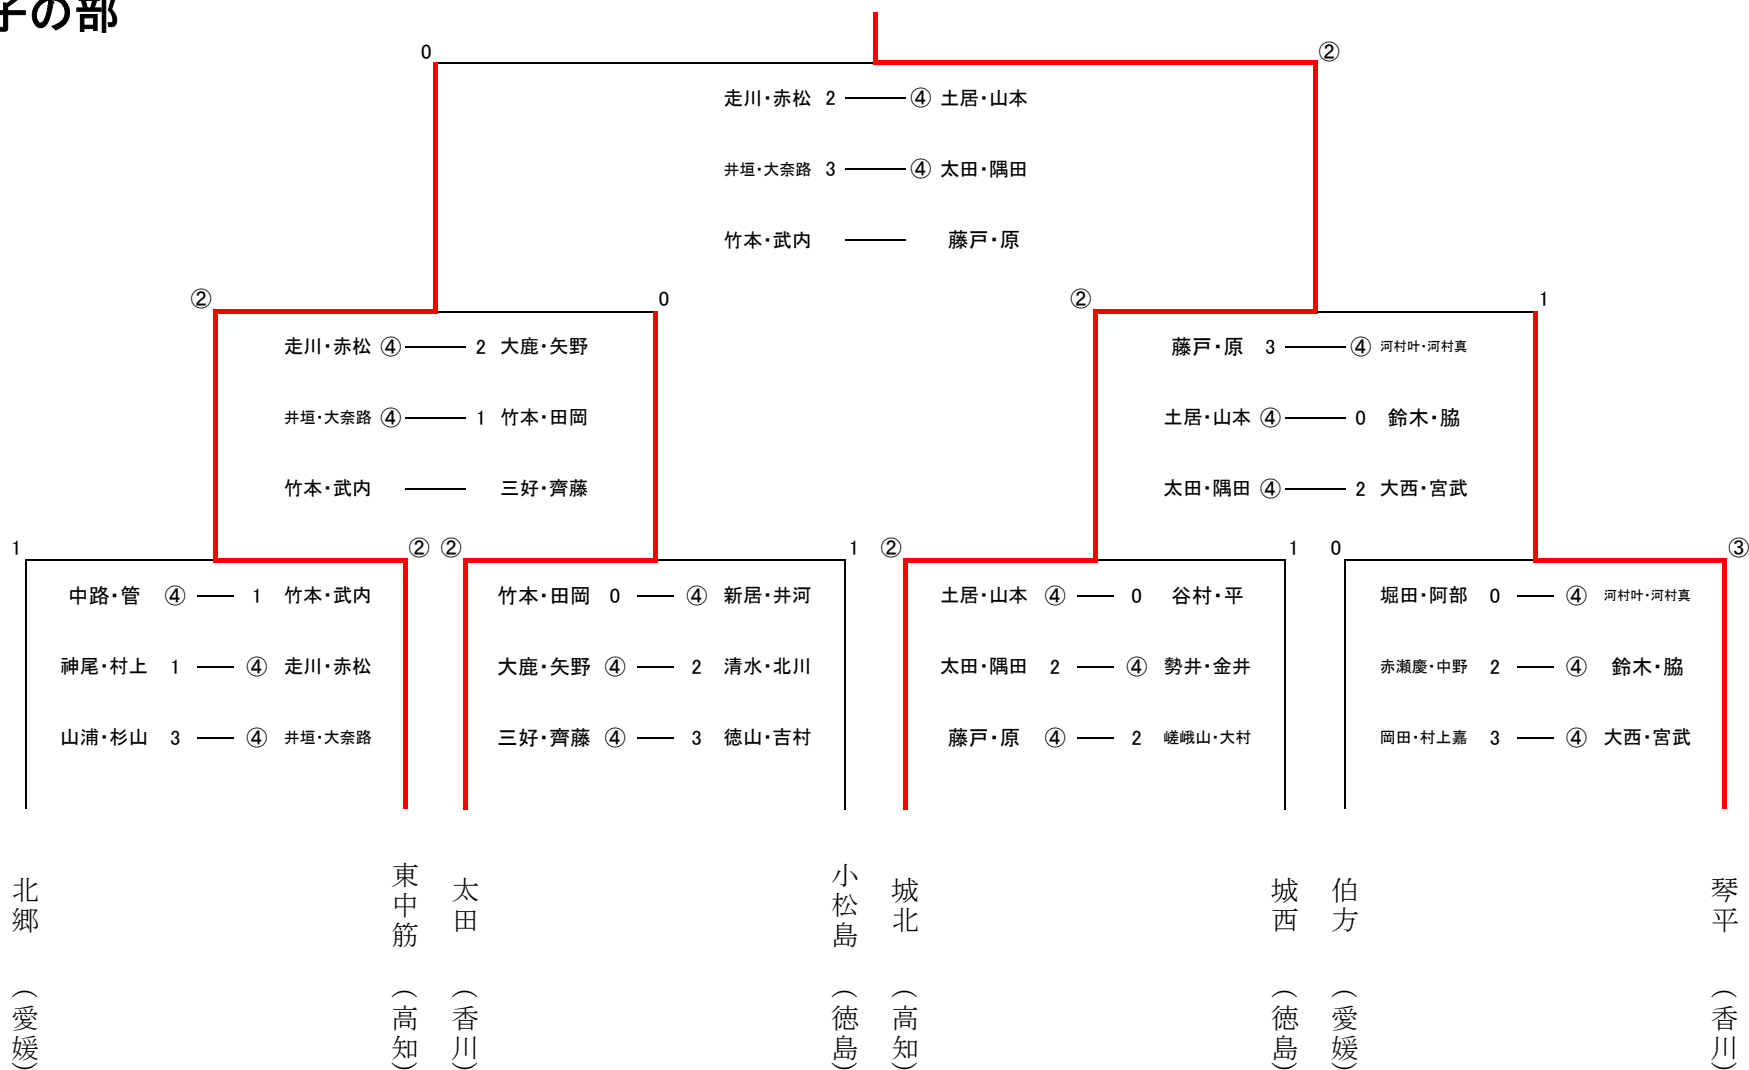 子の部
0 ②
走川・赤松 2 ④ 土居・山本
井垣・大奈路 3 ④ 太田・隅田
竹本・武内 藤戸・原
② 0 ② 1
走川・赤松 ④ 2 大鹿・矢野
藤戸・原 3 ④ 河村叶・河村真
井垣・大奈路 ④ 1 竹本・田岡
土居・山本 ④ 0 鈴木・脇
竹本・武内 三好・齊藤
太田・隅田 ④ 2 大西・宮武
1 ② ② 1 ② 1 0 ③
中路・管 ④ 1 竹本・武内
竹本・田岡 0 ④ 新居・井河
土居・山本 ④ 0 谷村・平
堀田・阿部 0 ④ 河村叶・河村真
神尾・村上 1 ④ 走川・赤松
大鹿・矢野 ④ 2 清水・北川
太田・隅田 2 ④ 勢井・金井
赤瀬慶・中野 2 ④ 鈴木・脇
山浦・杉山 3 ④ 井垣・大奈路
三好・齊藤 ④ 3 徳山・吉村
藤戸・原 ④ 2 嵯峨山・大村
岡田・村上嘉 3 ④ 大西・宮武
北郷（愛媛）
東中筋（高知）
太田（香川）
小松島（徳島）
城北（高知）
城西（徳島）
伯方（愛媛）
琴平（香川）